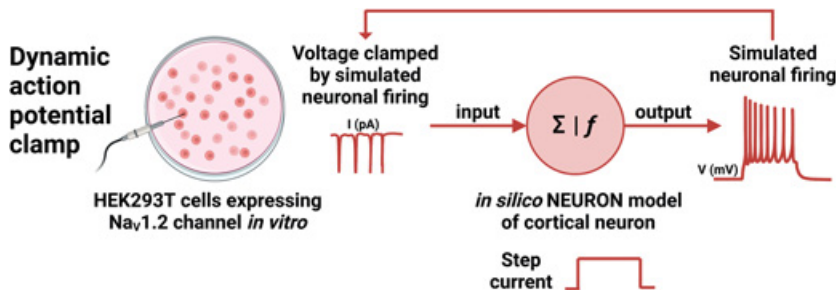 Dynamic
action
potential
clamp
HEK293T cells expressing
Naᵥ1.2 channel in vitro
Voltage clamped
by simulated
neuronal firing
I (pA)
input
Σ | f
output
in silico NEURON model
of cortical neuron
Step
current
Simulated
neuronal firing
V (mV)